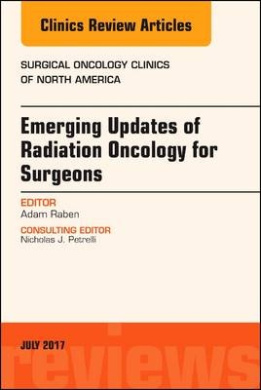 Clinics Review Articles
SURGICAL ONCOLOGY CLINICS
OF NORTH AMERICA
Emerging Updates of
Radiation Oncology for
Surgeons
EDITOR
Adam Raben
CONSULTING EDITOR
Nicholas J. Petrelli
JULY 2017
reviews